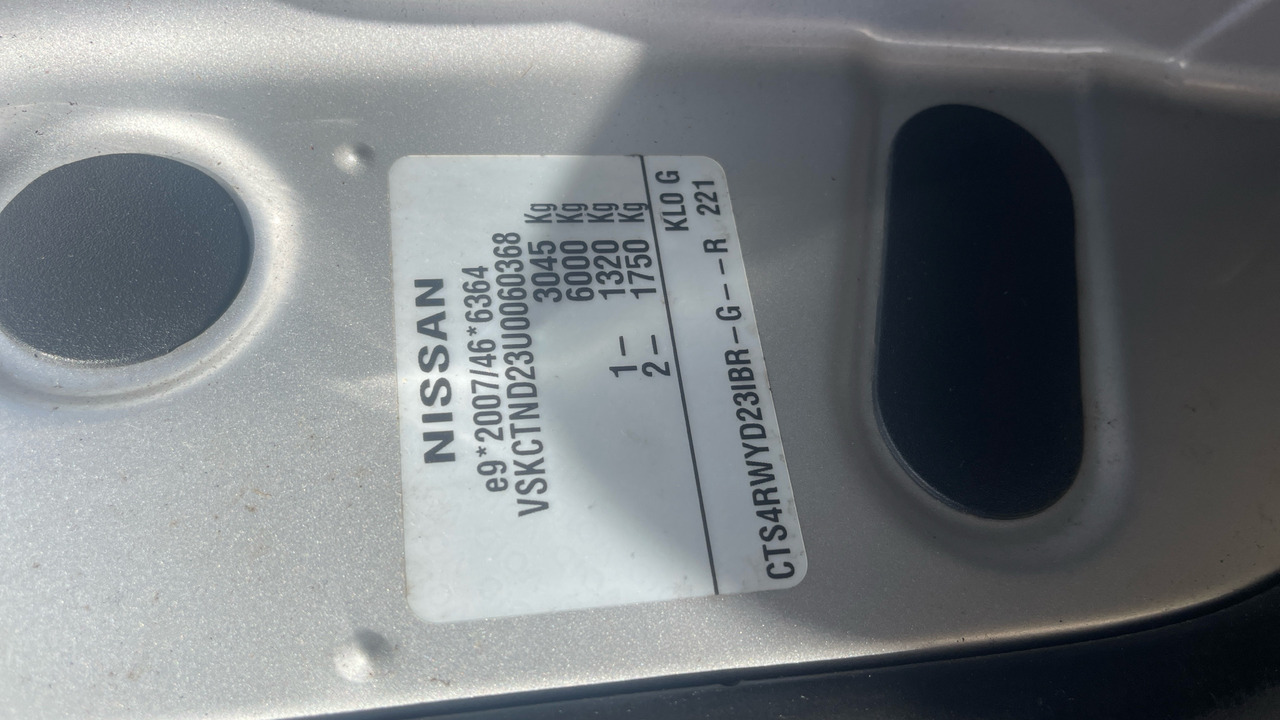 NISSAN
e9*2007/46*6364
VSKCTND23U0060368
3045 Kg
6000 Kg
1- 1320 Kg
2- 1750 Kg
KL0 G
CTS4RWYD23IBR-G---R 221